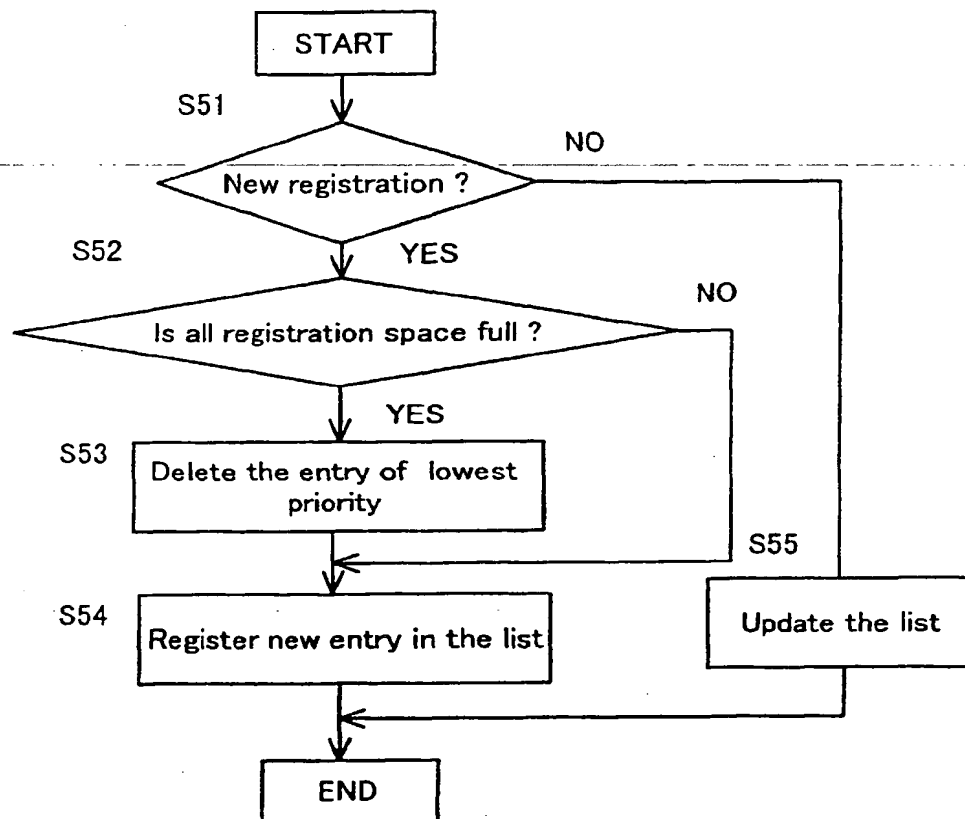 START
S51
NO
New registration ?
S52
YES
NO
Is all registration space full ?
YES
S53
Delete the entry of lowest
priority
S55
S54
Register new entry in the list
Update the list
END